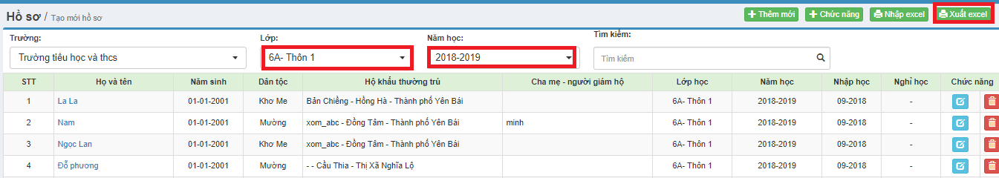 Hồ sơ / Tạo mới hồ sơ
Thêm mới Chức năng Nhập excel Xuất excel
Trường: Lớp: Năm học: Tìm kiếm:
Trường tiểu học và thcs 6A- Thôn 1 2018-2019 Tìm kiếm
STT Họ và tên Năm sinh Dân tộc Hộ khẩu thường trú Cha mẹ - người giám hộ Lớp học Năm học Nhập học Nghỉ học Chức năng
1 La La 01-01-2001 Khơ Me Bản Chiềng - Hồng Hà - Thành phố Yên Bái 6A- Thôn 1 2018-2019 09-2018 -
2 Nam 01-01-2001 Mường xom_abc - Đồng Tâm - Thành phố Yên Bái minh 6A- Thôn 1 2018-2019 09-2018 -
3 Ngọc Lan 01-01-2001 Khơ Me xom_abc - Đồng Tâm - Thành phố Yên Bái 6A- Thôn 1 2018-2019 09-2018 -
4 Đỗ phương 01-01-2001 Mường - - Cầu Thia - Thị Xã Nghĩa Lộ 6A- Thôn 1 2018-2019 09-2018 -